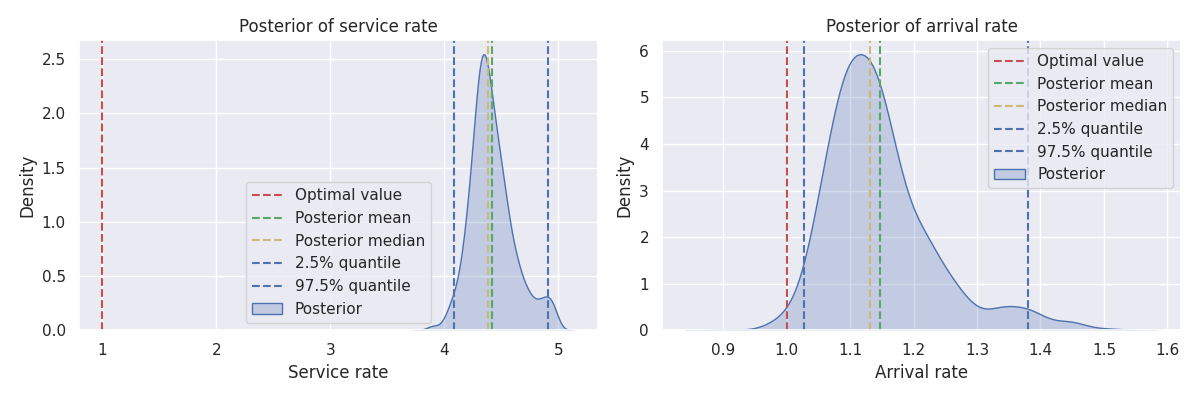 Posterior of service rate
Density
2.5
2.0
1.5
1.0
0.5
0.0
Optimal value
Posterior mean
Posterior median
2.5% quantile
97.5% quantile
Posterior
1
2
3
4
5
Service rate
Posterior of arrival rate
Density
6
5
4
3
2
1
0
Optimal value
Posterior mean
Posterior median
2.5% quantile
97.5% quantile
Posterior
0.9
1.0
1.1
1.2
1.3
1.4
1.5
1.6
Arrival rate